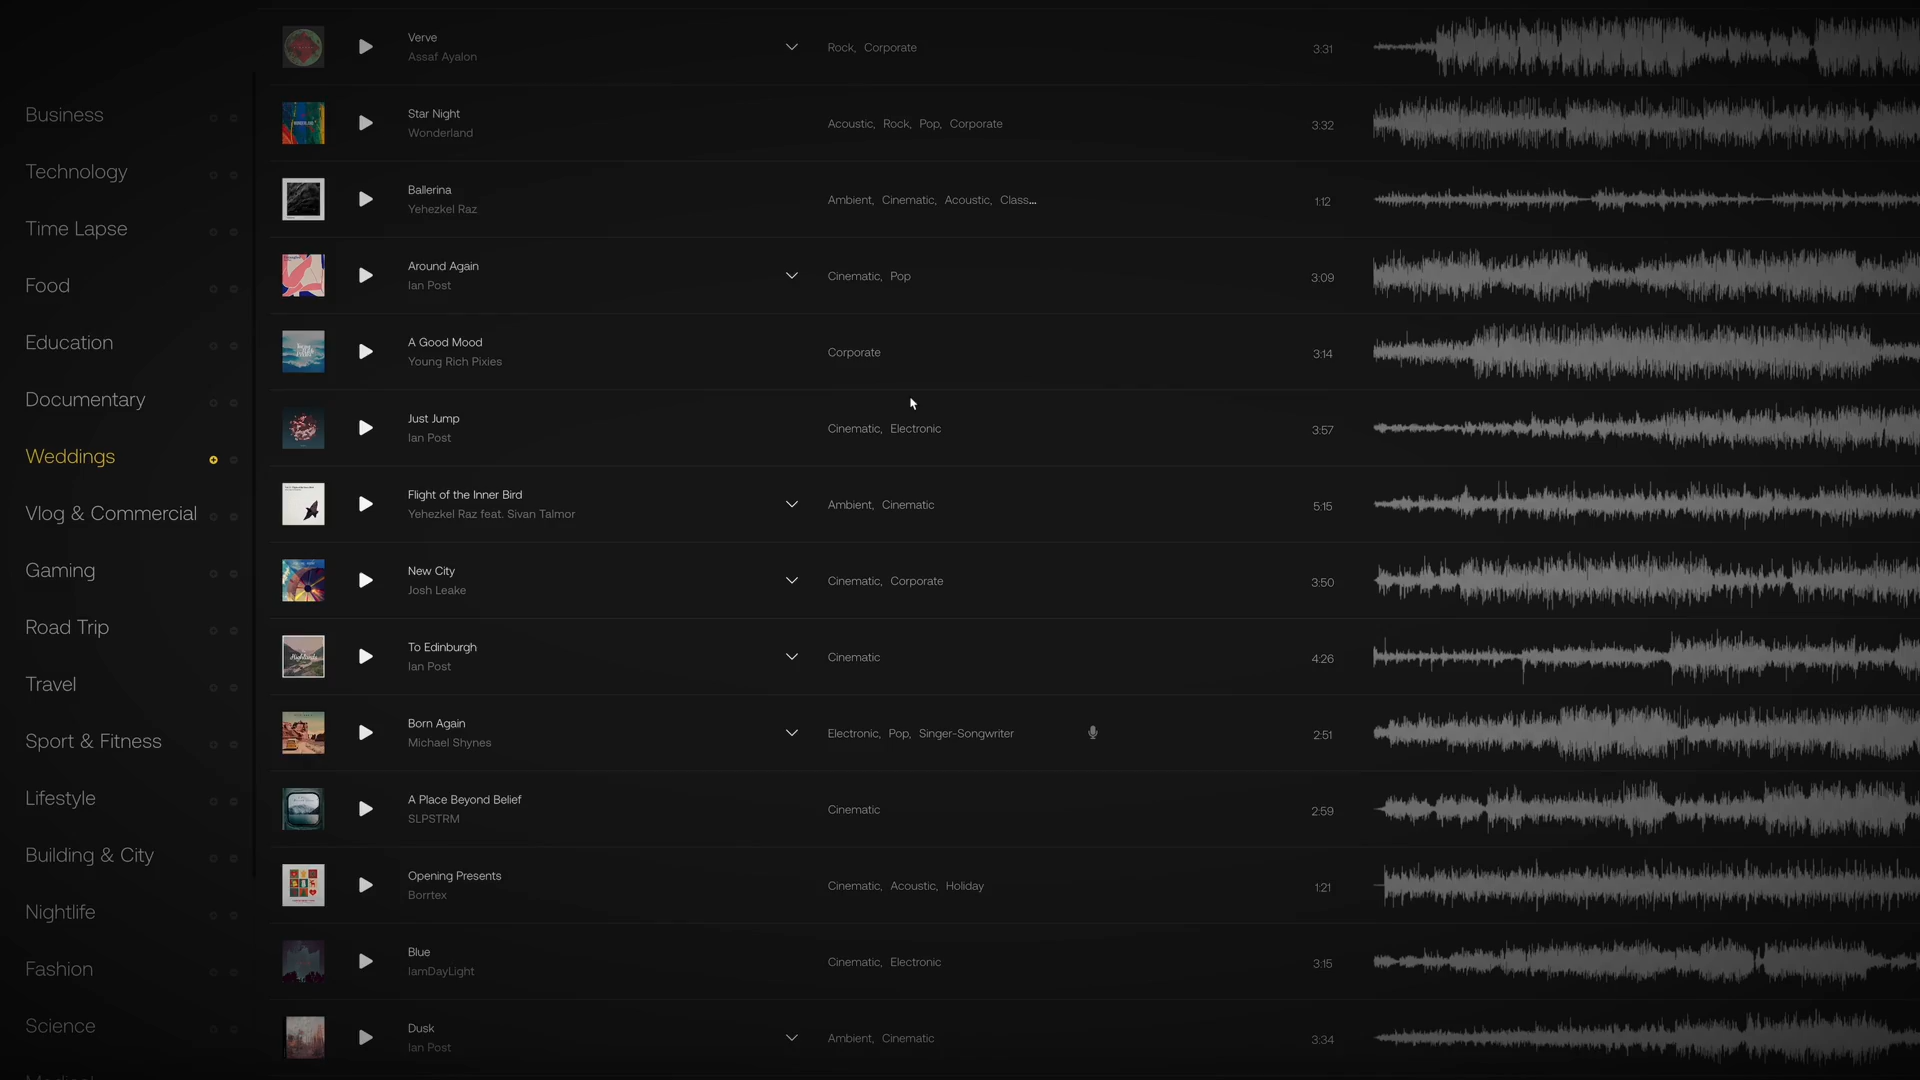 Business
Technology
Time Lapse
Food
Education
Documentary
Weddings
Vlog & Commercial
Gaming
Road Trip
Travel
Sport & Fitness
Lifestyle
Building & City
Nightlife
Fashion
Science
Verve
Assaf Ayalon
Rock, Corporate
3:31
Star Night
Wonderland
Acoustic, Rock, Pop, Corporate
3:32
Ballerina
Yehezkel Raz
Ambient, Cinematic, Acoustic, Class...
1:12
Around Again
Ian Post
Cinematic, Pop
3:09
A Good Mood
Young Rich Pixies
Corporate
3:14
Just Jump
Ian Post
Cinematic, Electronic
3:57
Flight of the Inner Bird
Yehezkel Raz feat. Sivan Talmor
Ambient, Cinematic
5:15
New City
Josh Leake
Cinematic, Corporate
3:50
To Edinburgh
Ian Post
Cinematic
4:26
Born Again
Michael Shynes
Electronic, Pop, Singer-Songwriter
2:51
A Place Beyond Belief
SLPSTRM
Cinematic
2:59
Opening Presents
Borrtex
Cinematic, Acoustic, Holiday
1:21
Blue
IamDayLight
Cinematic, Electronic
3:15
Dusk
Ian Post
Ambient, Cinematic
3:34